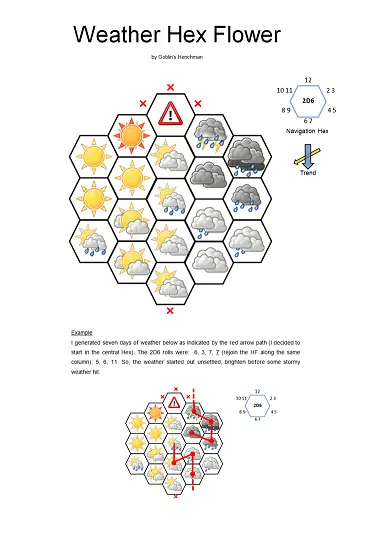 Weather Hex Flower
by Goblin's Henchman
12
10 11
2 3
2D6
8 9
4 5
6 7
Navigation Hex
Trend
Example
I generated seven days of weather below as indicated by the red arrow path (I decided to
start in the central Hex). The 2D6 rolls were: 6, 3, 7, 7 (rejoin the HF along the same
column); 5, 6, 11. So, the weather started out unsettled, brighten before some stormy
weather hit:
12
10 11
2 3
2D6
8 9
4 5
6 7